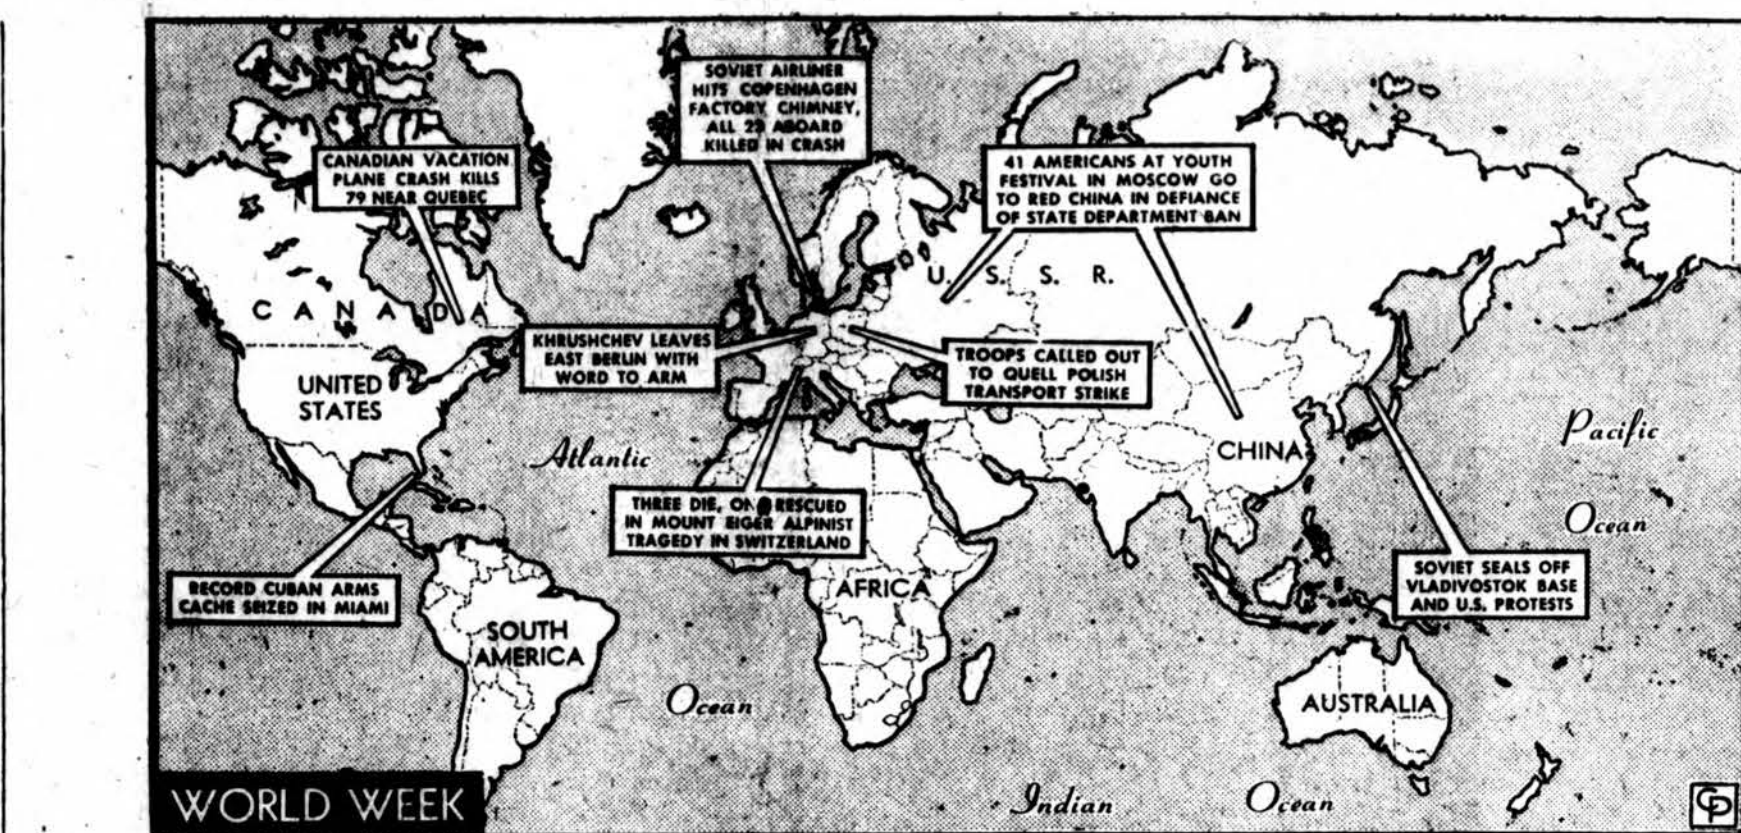 SOVIET AIRLINER
HITS COPENHAGEN
FACTORY CHIMNEY,
ALL 23 ABOARD
KILLED IN CRASH
CANADIAN VACATION
PLANE CRASH KILLS
79 NEAR QUEBEC
41 AMERICANS AT YOUTH
FESTIVAL IN MOSCOW GO
TO RED CHINA IN DEFIANCE
OF STATE DEPARTMENT BAN
U. S. S. R.
CANADA
KHRUSHCHEV LEAVES
EAST BERLIN WITH
WORD TO ARM
TROOPS CALLED OUT
TO QUELL POLISH
TRANSPORT STRIKE
UNITED
STATES
Atlantic
CHINA
Pacific
Ocean
THREE DIE, ONE RESCUED
IN MOUNT EIGER ALPINIST
TRAGEDY IN SWITZERLAND
RECORD CUBAN ARMS
CACHE SEIZED IN MIAMI
AFRICA
SOVIET SEALS OFF
VLADIVOSTOK BASE
AND U.S. PROTESTS
SOUTH
AMERICA
Ocean
AUSTRALIA
WORLD WEEK
Indian Ocean
CP